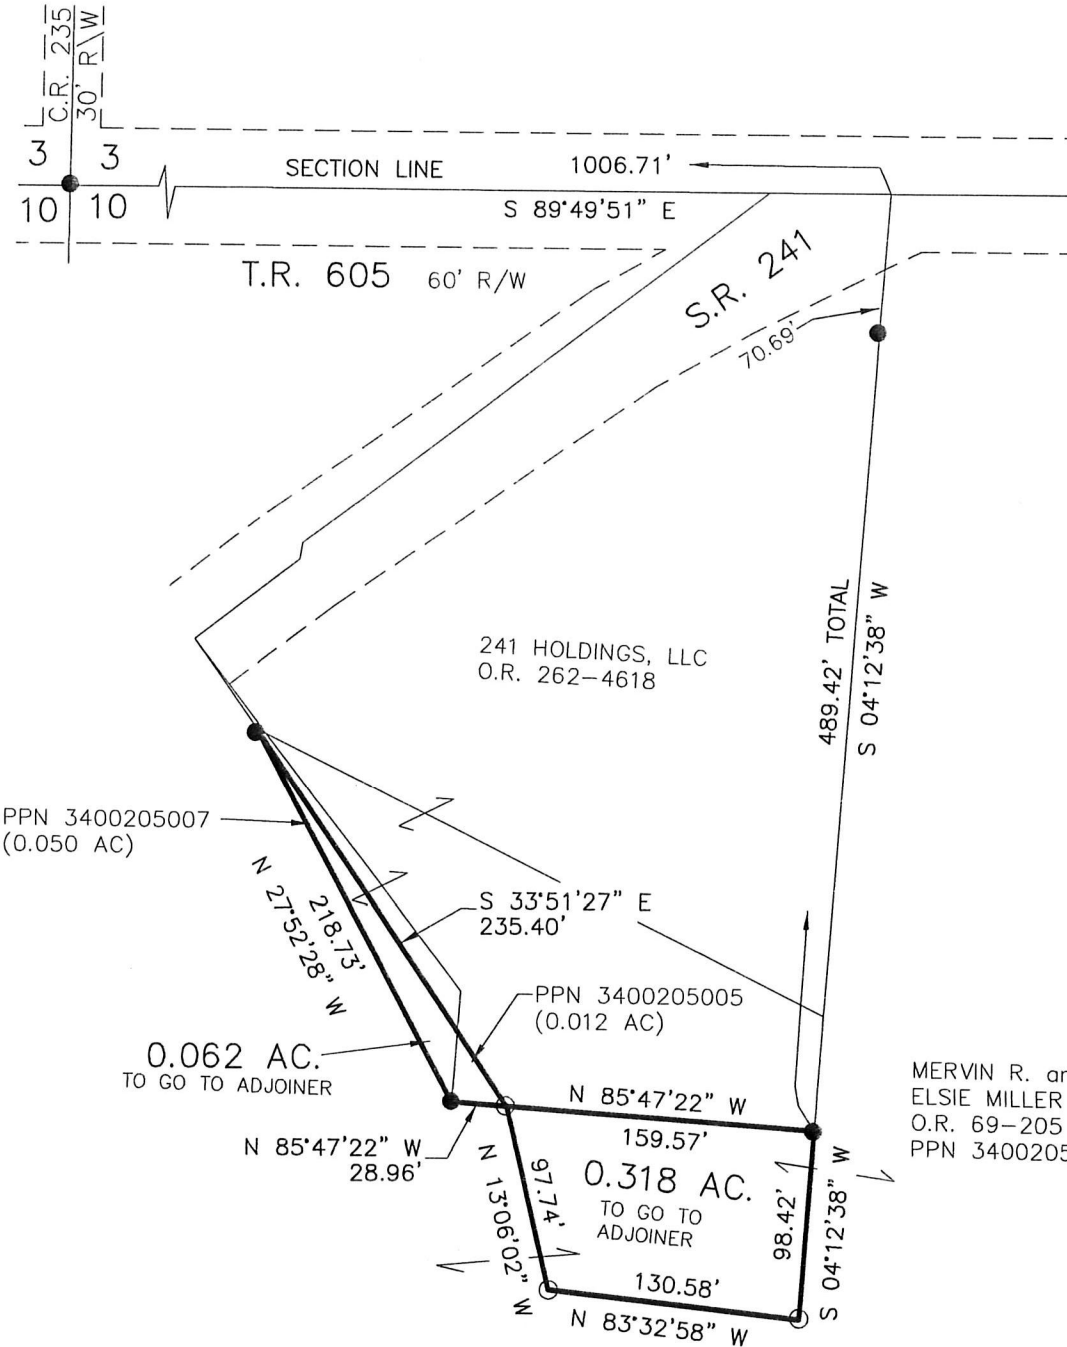 C.R. 235
30' R\W
3 3
10 10
SECTION LINE 1006.71'
S 89°49'51" E
T.R. 605 60' R/W
S.R. 241
70.69'
241 HOLDINGS, LLC
O.R. 262-4618
489.42' TOTAL
S 04°12'38" W
PPN 3400205007
(0.050 AC)
218.73'
N 27°52'28" W
S 33°51'27" E
235.40'
PPN 3400205005
(0.012 AC)
0.062 AC.
TO GO TO ADJOINER
N 85°47'22" W
28.96'
N 85°47'22" W
159.57'
MERVIN R. an
ELSIE MILLER
O.R. 69-205
PPN 3400205
0.318 AC.
TO GO TO
ADJOINER
97.74'
N 13°06'02" W
98.42'
S 04°12'38" W
130.58'
N 83°32'58" W